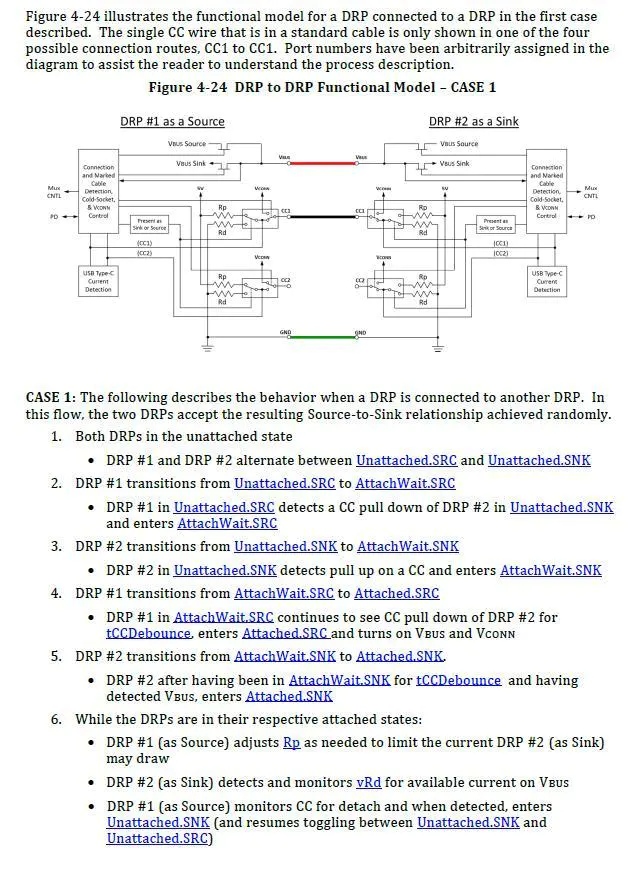 Figure 4-24 illustrates the functional model for a DRP connected to a DRP in the first case
described. The single CC wire that is in a standard cable is only shown in one of the four
possible connection routes, CC1 to CC1. Port numbers have been arbitrarily assigned in the
diagram to assist the reader to understand the process description.
Figure 4-24 DRP to DRP Functional Model – CASE 1
DRP #1 as a Source
DRP #2 as a Sink
VBUS Source
VBUS Source
VBUS Sink
VBUS
VBUS
VBUS Sink
Connection
and Marked
Cable
Detection,
Cold-Socket,
& VCONN
Control
Connection
and Marked
Cable
Detection,
Cold-Socket,
& VCONN
Control
Mux
CNTL
Mux
CNTL
PD
PD
5V
VCONN
VCONN
5V
Rp
CC1
CC1
Rp
Present as
Sink or Source
Rd
Rd
Present as
Sink or Source
(CC1)
(CC1)
(CC2)
(CC2)
VCONN
VCONN
USB Type-C
Current
Detection
USB Type-C
Current
Detection
Rp
CC2
CC2
Rp
Rd
Rd
GND
GND
CASE 1: The following describes the behavior when a DRP is connected to another DRP. In
this flow, the two DRPs accept the resulting Source-to-Sink relationship achieved randomly.
1. Both DRPs in the unattached state
• DRP #1 and DRP #2 alternate between Unattached.SRC and Unattached.SNK
2. DRP #1 transitions from Unattached.SRC to AttachWait.SRC
• DRP #1 in Unattached.SRC detects a CC pull down of DRP #2 in Unattached.SNK
and enters AttachWait.SRC
3. DRP #2 transitions from Unattached.SNK to AttachWait.SNK
• DRP #2 in Unattached.SNK detects pull up on a CC and enters AttachWait.SNK
4. DRP #1 transitions from AttachWait.SRC to Attached.SRC
• DRP #1 in AttachWait.SRC continues to see CC pull down of DRP #2 for
tCCDebounce, enters Attached.SRC and turns on VBUS and VCONN
5. DRP #2 transitions from AttachWait.SNK to Attached.SNK.
• DRP #2 after having been in AttachWait.SNK for tCCDebounce and having
detected VBUS, enters Attached.SNK
6. While the DRPs are in their respective attached states:
• DRP #1 (as Source) adjusts Rp as needed to limit the current DRP #2 (as Sink)
may draw
• DRP #2 (as Sink) detects and monitors vRd for available current on VBUS
• DRP #1 (as Source) monitors CC for detach and when detected, enters
Unattached.SNK (and resumes toggling between Unattached.SNK and
Unattached.SRC)